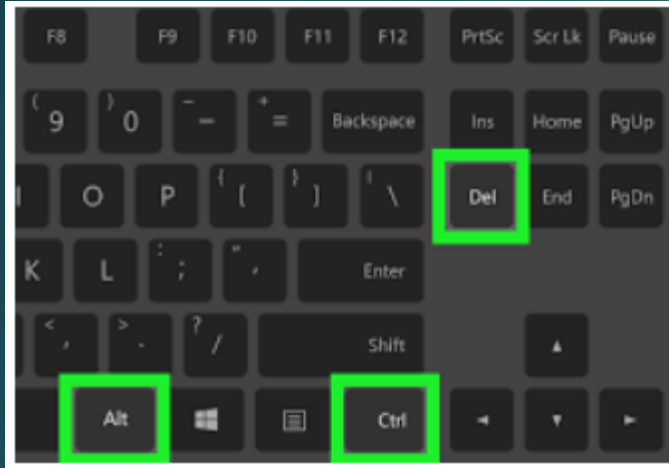 F8 F9 F10 F11 F12 PrtSc Scr Lk Pause
( 9 ) 0 _ - + = Backspace Ins Home PgUp
I O P { [ } ] | \ Del End PgDn
K L : ; " ' Enter
< , > . ? / Shift ▲
Alt Ctrl ◄ ▼ ►